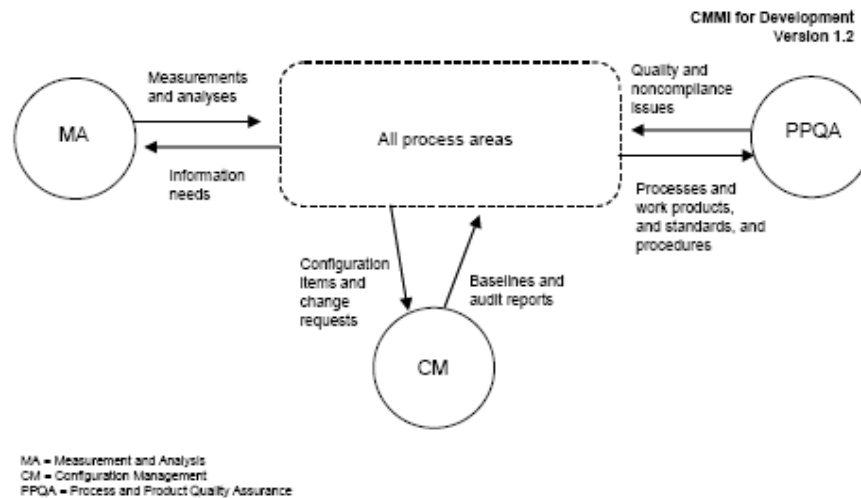 CMMI for Development
Version 1.2
Measurements
and analyses
MA
Information
needs
All process areas
Quality and
noncompliance
issues
PPQA
Processes and
work products,
and standards, and
procedures
Configuration
items and
change
requests
Baselines and
audit reports
CM
MA = Measurement and Analysis
CM = Configuration Management
PPQA = Process and Product Quality Assurance